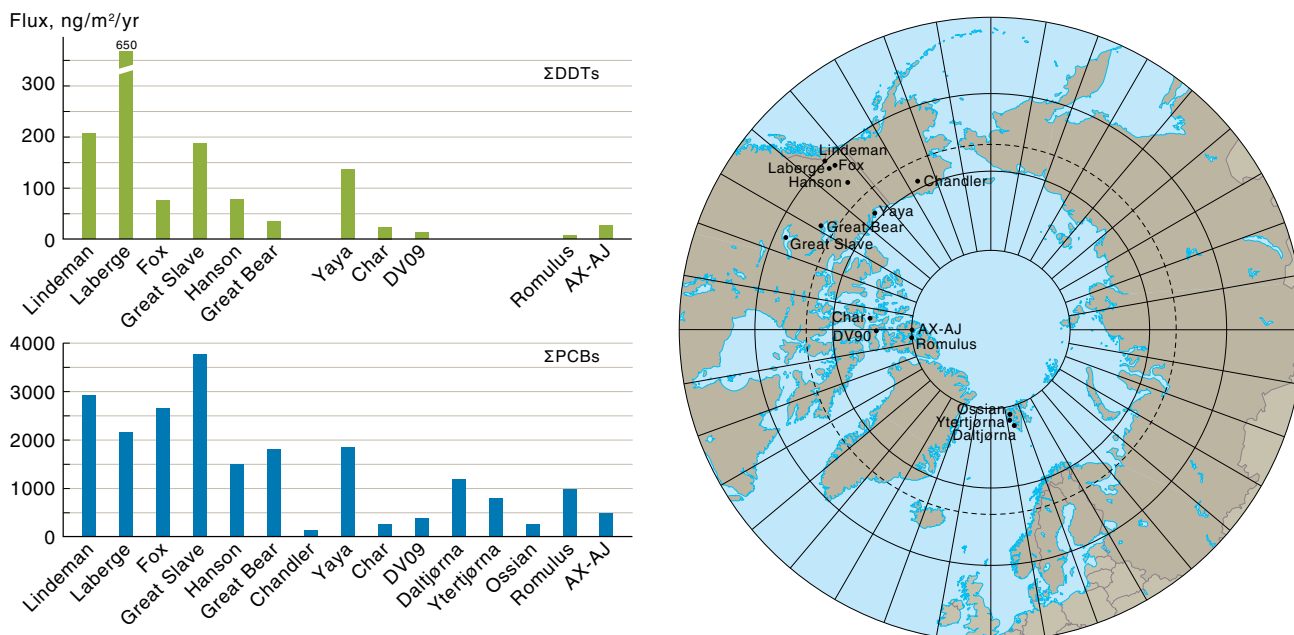 Flux, ng/m²/yr
650
ΣDDTs
300
200
100
0
Lindeman
Laberge
Fox
Great Slave
Hanson
Great Bear
Yaya
Char
DV09
Romulus
AX-AJ
ΣPCBs
4000
3000
2000
1000
0
Lindeman
Laberge
Fox
Great Slave
Hanson
Great Bear
Chandler
Yaya
Char
DV09
Daltjørna
Ytertjørna
Ossian
Romulus
AX-AJ
Lindeman
Laberge
Fox
Hanson
Chandler
Yaya
Great Bear
Great Slave
Char
DV90
AX-AJ
Romulus
Ossian
Ytertjørna
Daltjørna